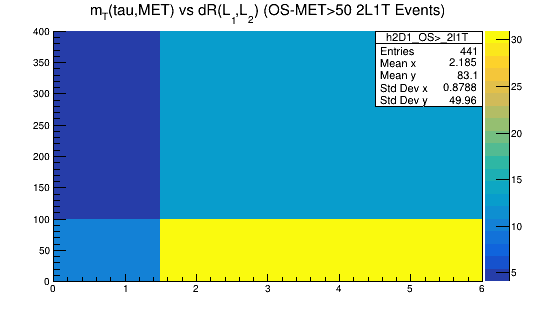 m_T(tau,MET) vs dR(L_1,L_2) (OS-MET>50 2L1T Events)
h2D1_OS>_2l1T
Entries 441
Mean x 2.185
Mean y 83.1
Std Dev x 0.8788
Std Dev y 49.96
400
350
300
250
200
150
100
50
0
0 1 2 3 4 5 6
30
25
20
15
10
5